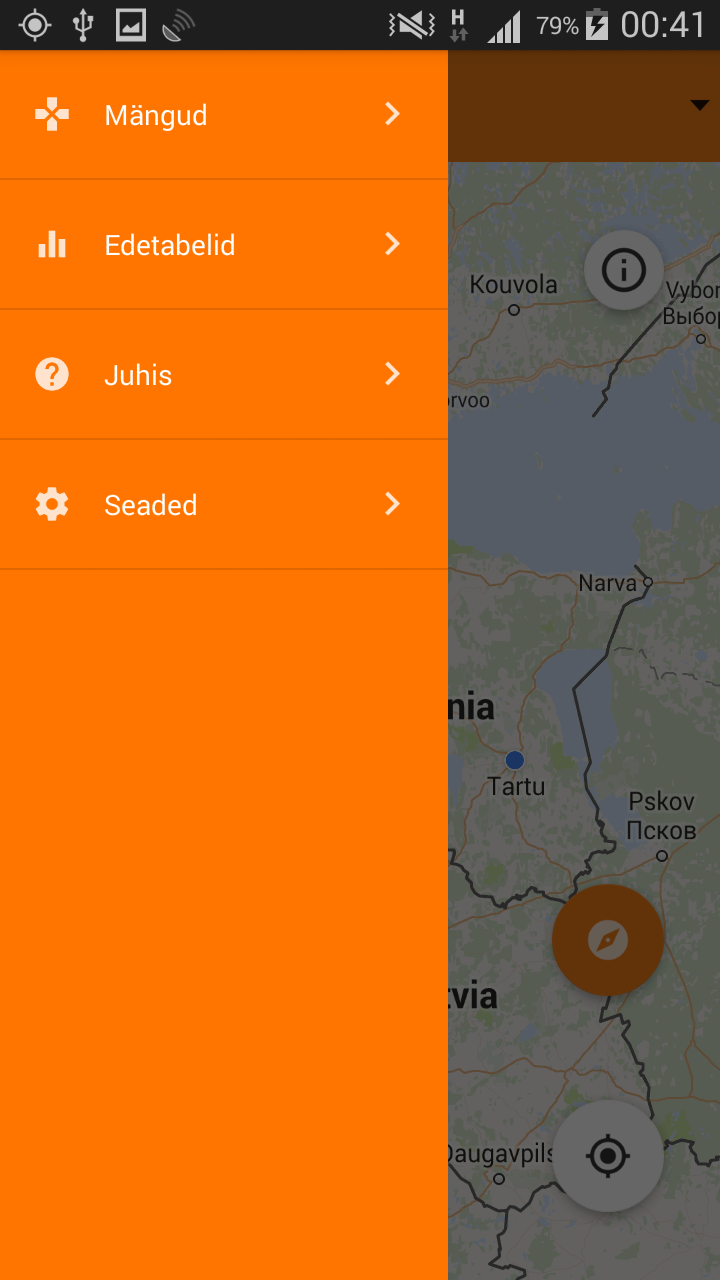 H
79%
00:41
Mängud
Edetabelid
Juhis
Seaded
Kouvola
Vybor
Выбор
orvoo
Narva
nia
Tartu
Pskov
Псков
tvia
Daugavpils